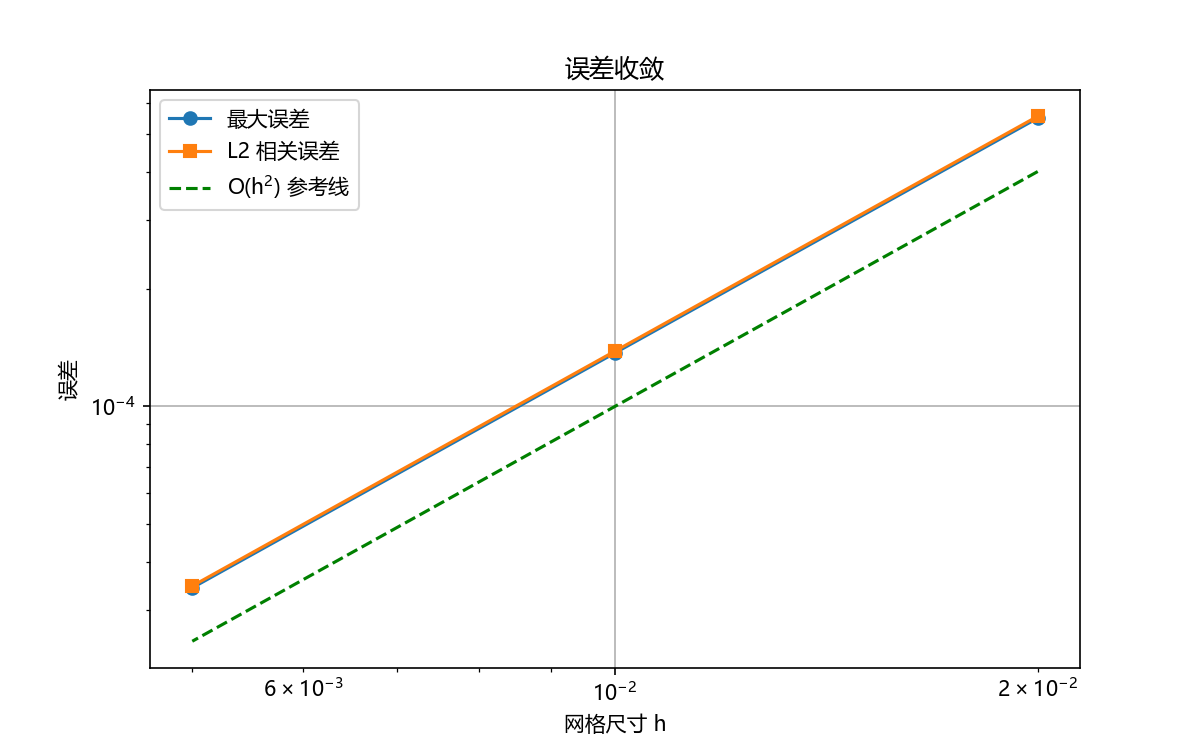 误差收敛
最大误差
L2 相关误差
O(h²) 参考线
误差
10⁻⁴
6 × 10⁻³
10⁻²
2 × 10⁻²
网格尺寸 h